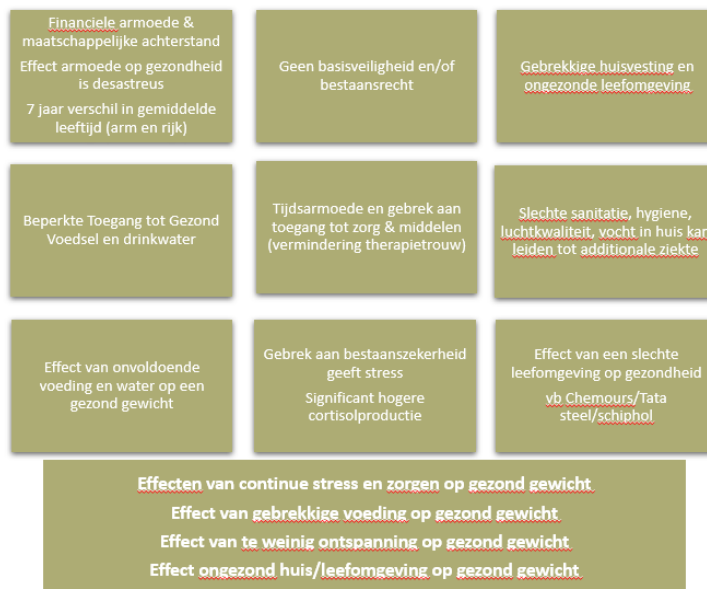 Financiele armoede &
maatschappelijke achterstand
Effect armoede op gezondheid
is desastreus
7 jaar verschil in gemiddelde
leeftijd (arm en rijk)
Geen basisveiligheid en/of
bestaansrecht
Gebrekkige huisvesting en
ongezonde leefomgeving
Beperkte Toegang tot Gezond
Voedsel en drinkwater
Tijdsarmoede en gebrek aan
toegang tot zorg & middelen
(vermindering therapietrouw)
Slechte sanitatie, hygiene,
luchtkwaliteit, vocht in huis kan
leiden tot additionale ziekte
Effect van onvoldoende
voeding en water op een
gezond gewicht
Gebrek aan bestaanszekerheid
geeft stress
Significant hogere
cortisolproductie
Effect van een slechte
leefomgeving op gezondheid
vb Chemours/Tata
steel/schiphol
Effecten van continue stress en zorgen op gezond gewicht
Effect van gebrekkige voeding op gezond gewicht
Effect van te weinig ontspanning op gezond gewicht
Effect ongezond huis/leefomgeving op gezond gewicht